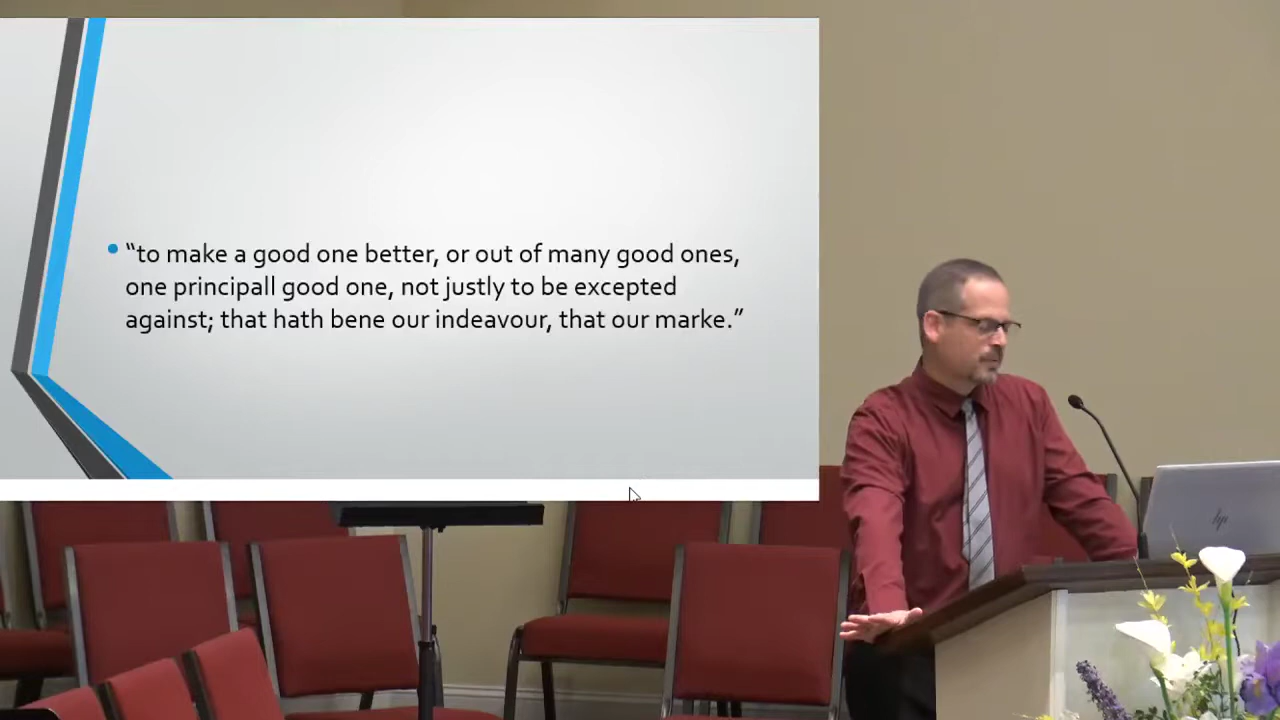 “to make a good one better, or out of many good ones,
one principall good one, not justly to be excepted
against; that hath bene our indeavour, that our marke.”
hp